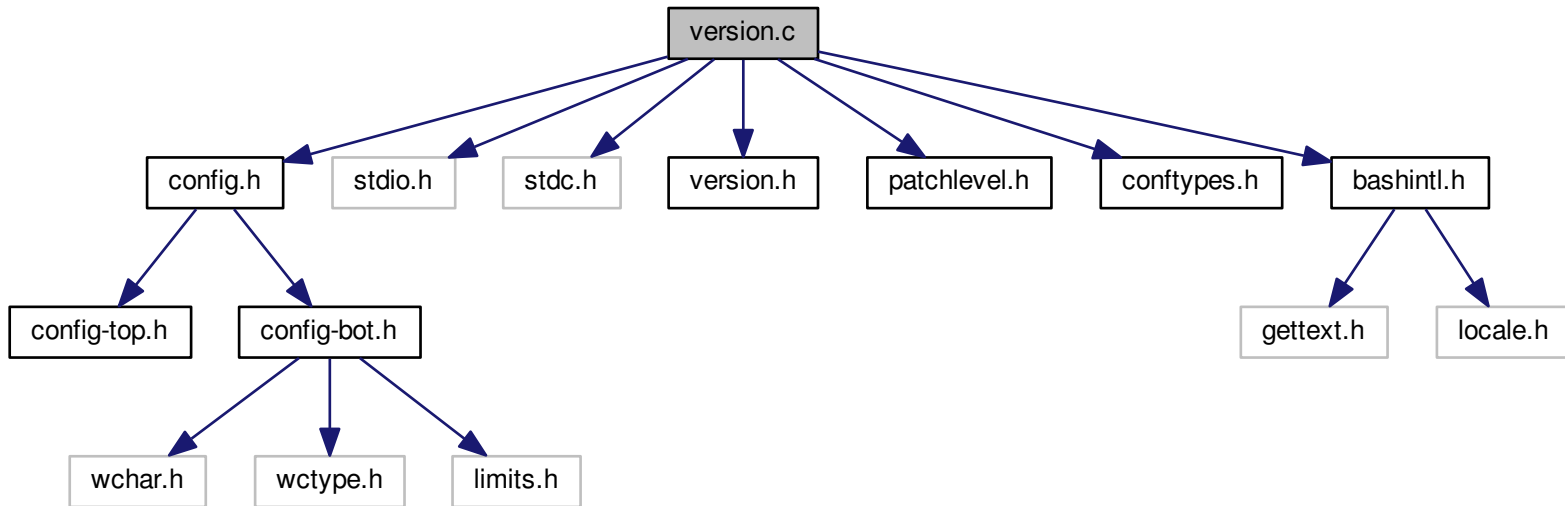 version.c
config.h
stdio.h
stdc.h
version.h
patchlevel.h
conftypes.h
bashintl.h
config-top.h
config-bot.h
gettext.h
locale.h
wchar.h
wctype.h
limits.h